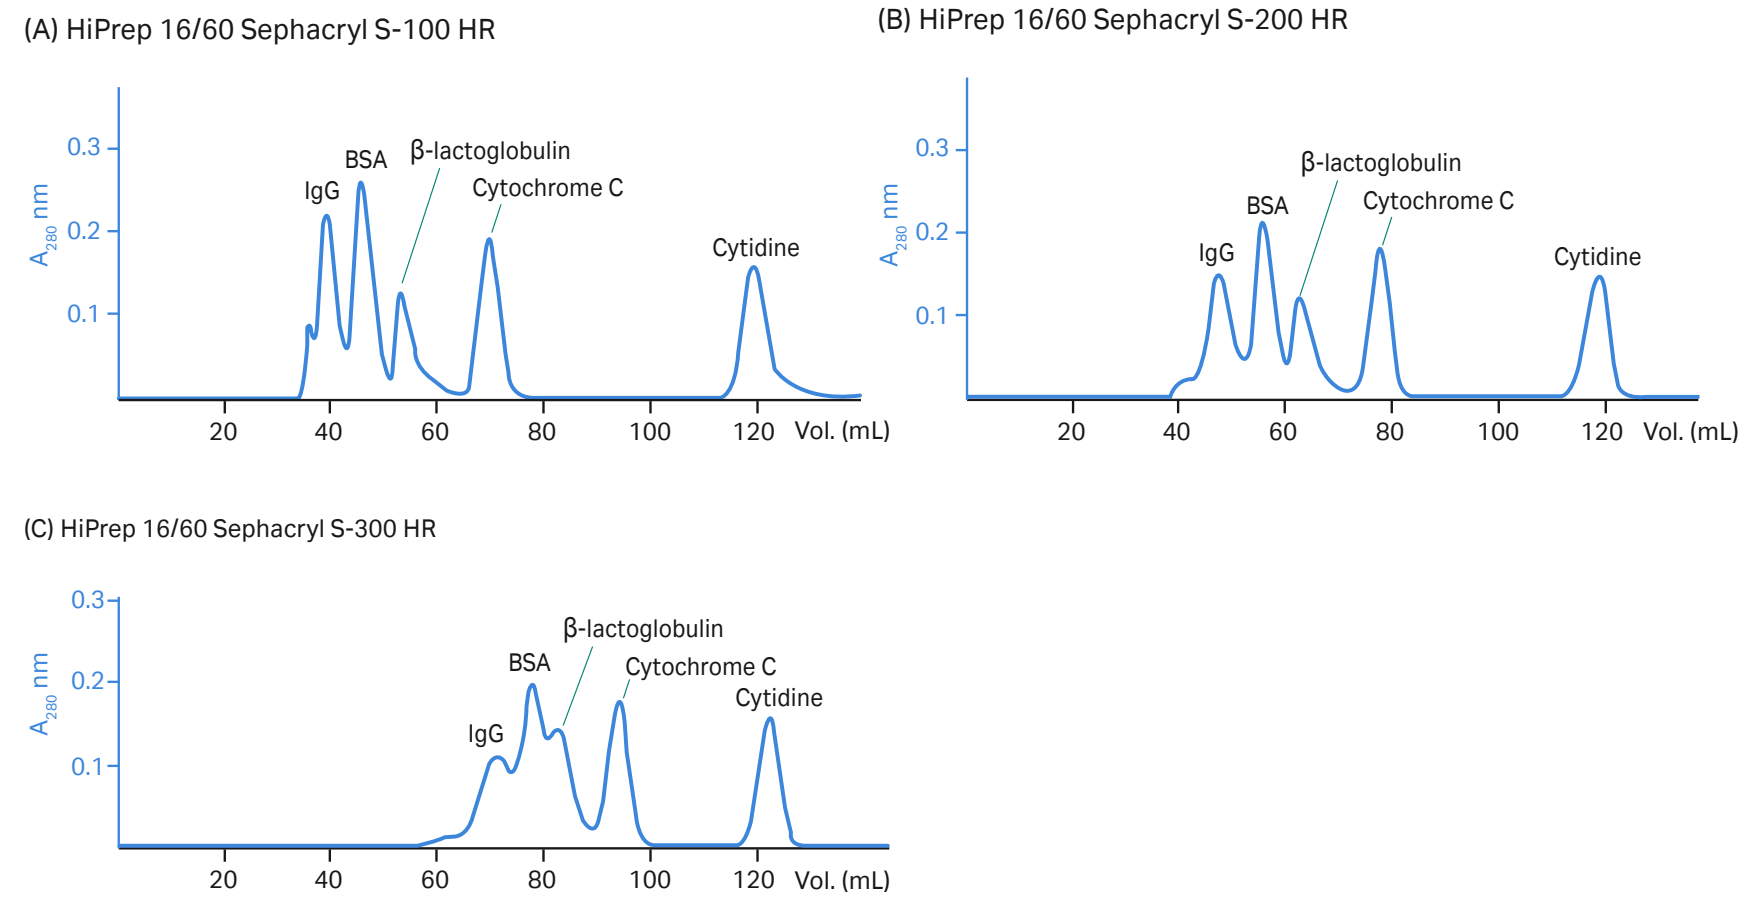 (A) HiPrep 16/60 Sephacryl S-100 HR
0.3
0.2
0.1
A280 nm
IgG
BSA
β-lactoglobulin
Cytochrome C
Cytidine
20 40 60 80 100 120 Vol. (mL)
(B) HiPrep 16/60 Sephacryl S-200 HR
0.3
0.2
0.1
A280 nm
IgG
BSA
β-lactoglobulin
Cytochrome C
Cytidine
20 40 60 80 100 120 Vol. (mL)
(C) HiPrep 16/60 Sephacryl S-300 HR
0.3
0.2
0.1
A280 nm
IgG
BSA
β-lactoglobulin
Cytochrome C
Cytidine
20 40 60 80 100 120 Vol. (mL)